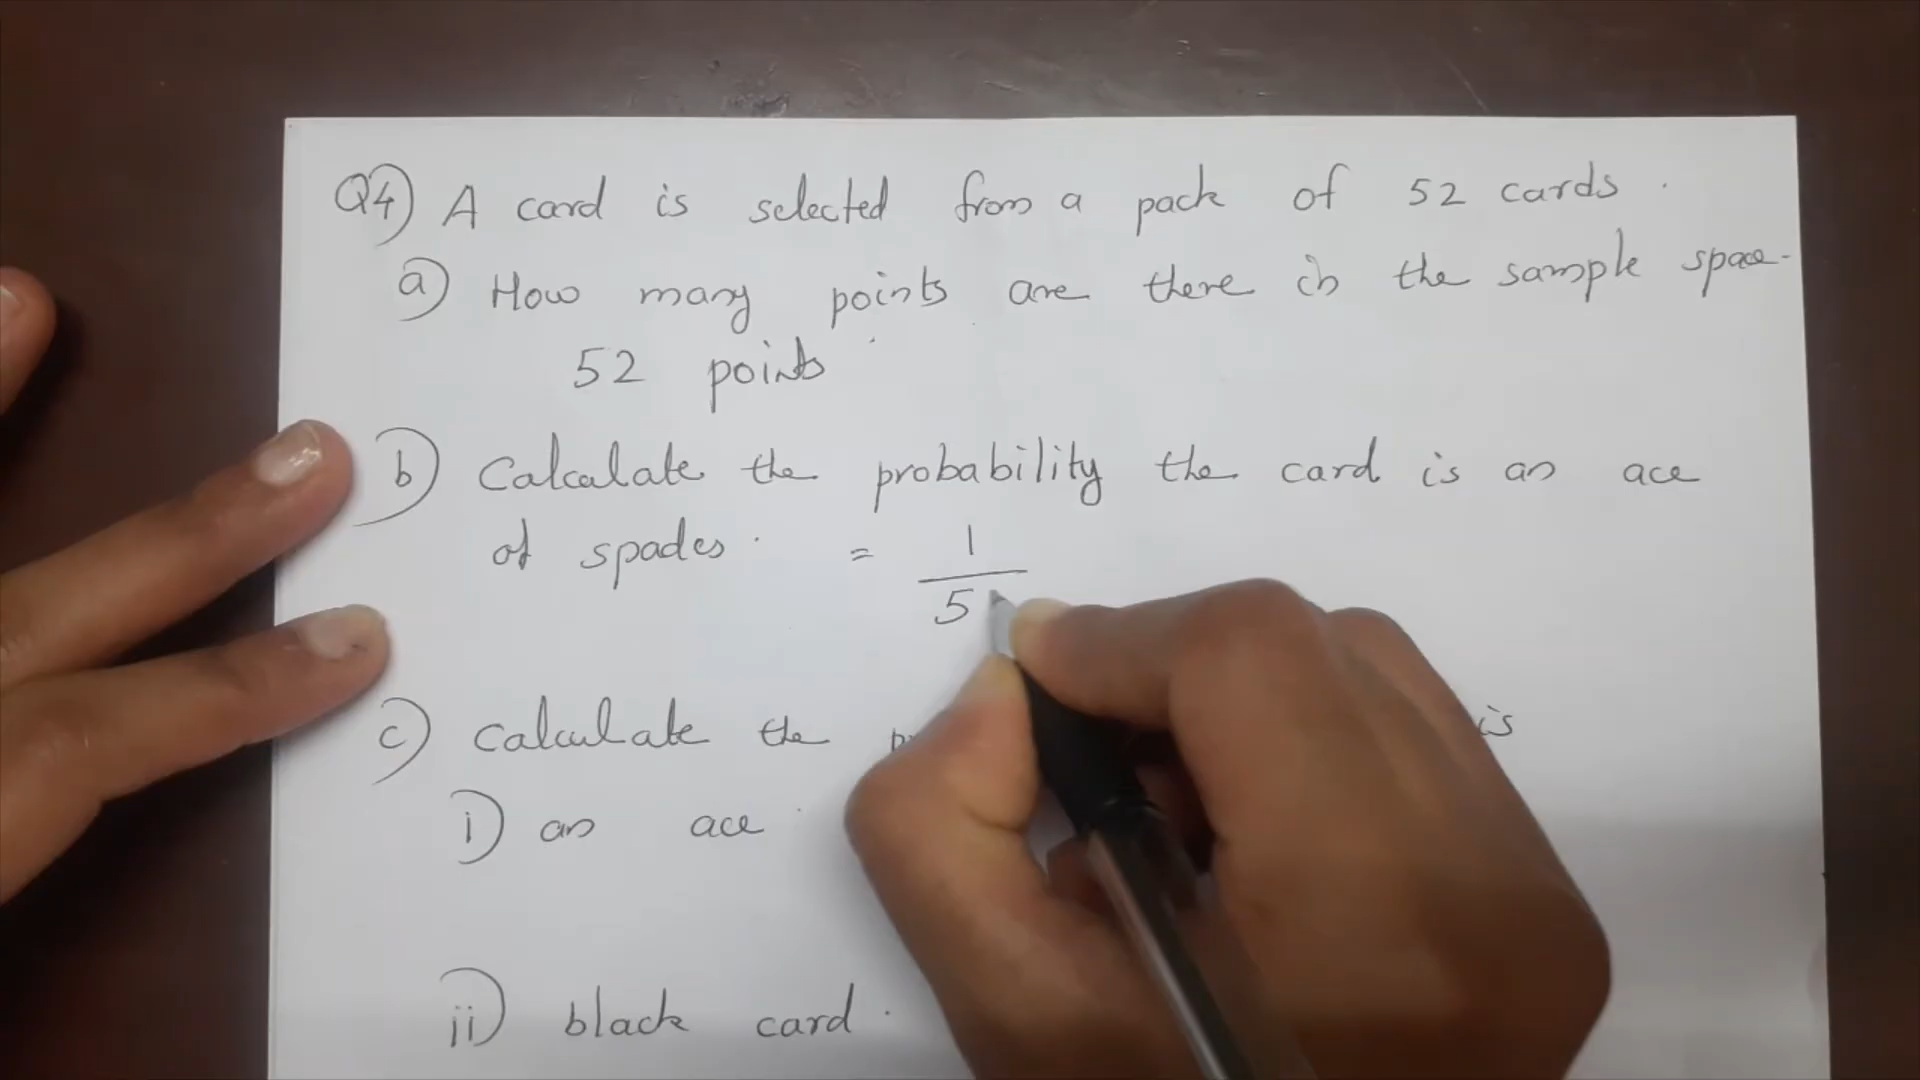 Q4) A card is selected from a pack of 52 cards.
a) How many points are there in the sample space.
52 points
b) Calculate the probability the card is an ace
of spades. = 1
5
c) Calculate the is
i) an ace
ii) black card.